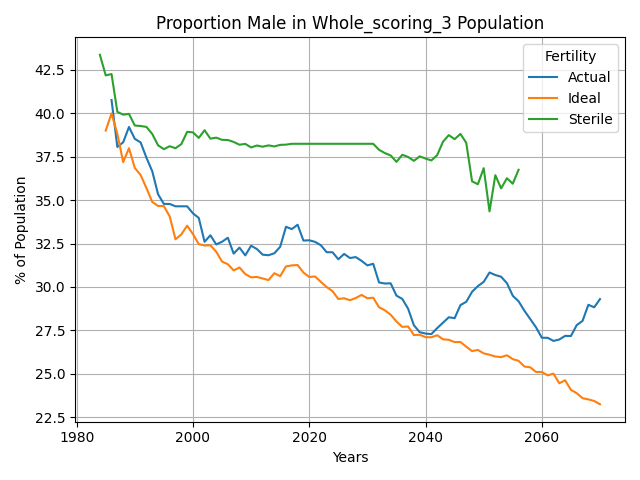 Proportion Male in Whole_scoring_3 Population
Fertility
Actual
Ideal
Sterile
% of Population
42.5
40.0
37.5
35.0
32.5
30.0
27.5
25.0
22.5
1980
2000
2020
2040
2060
Years